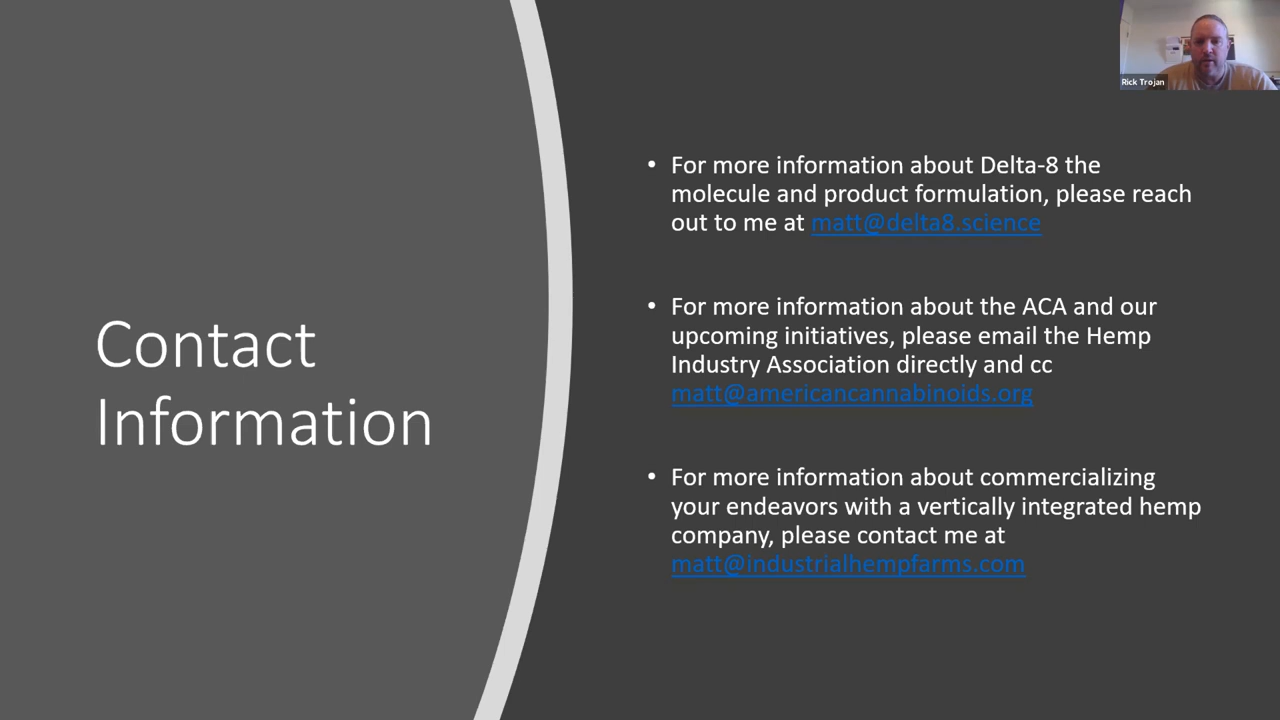 Rick Trojan
Contact
Information
• For more information about Delta-8 the
molecule and product formulation, please reach
out to me at matt@delta8.science
• For more information about the ACA and our
upcoming initiatives, please email the Hemp
Industry Association directly and cc
matt@americancannabinoids.org
• For more information about commercializing
your endeavors with a vertically integrated hemp
company, please contact me at
matt@industrialhempfarms.com